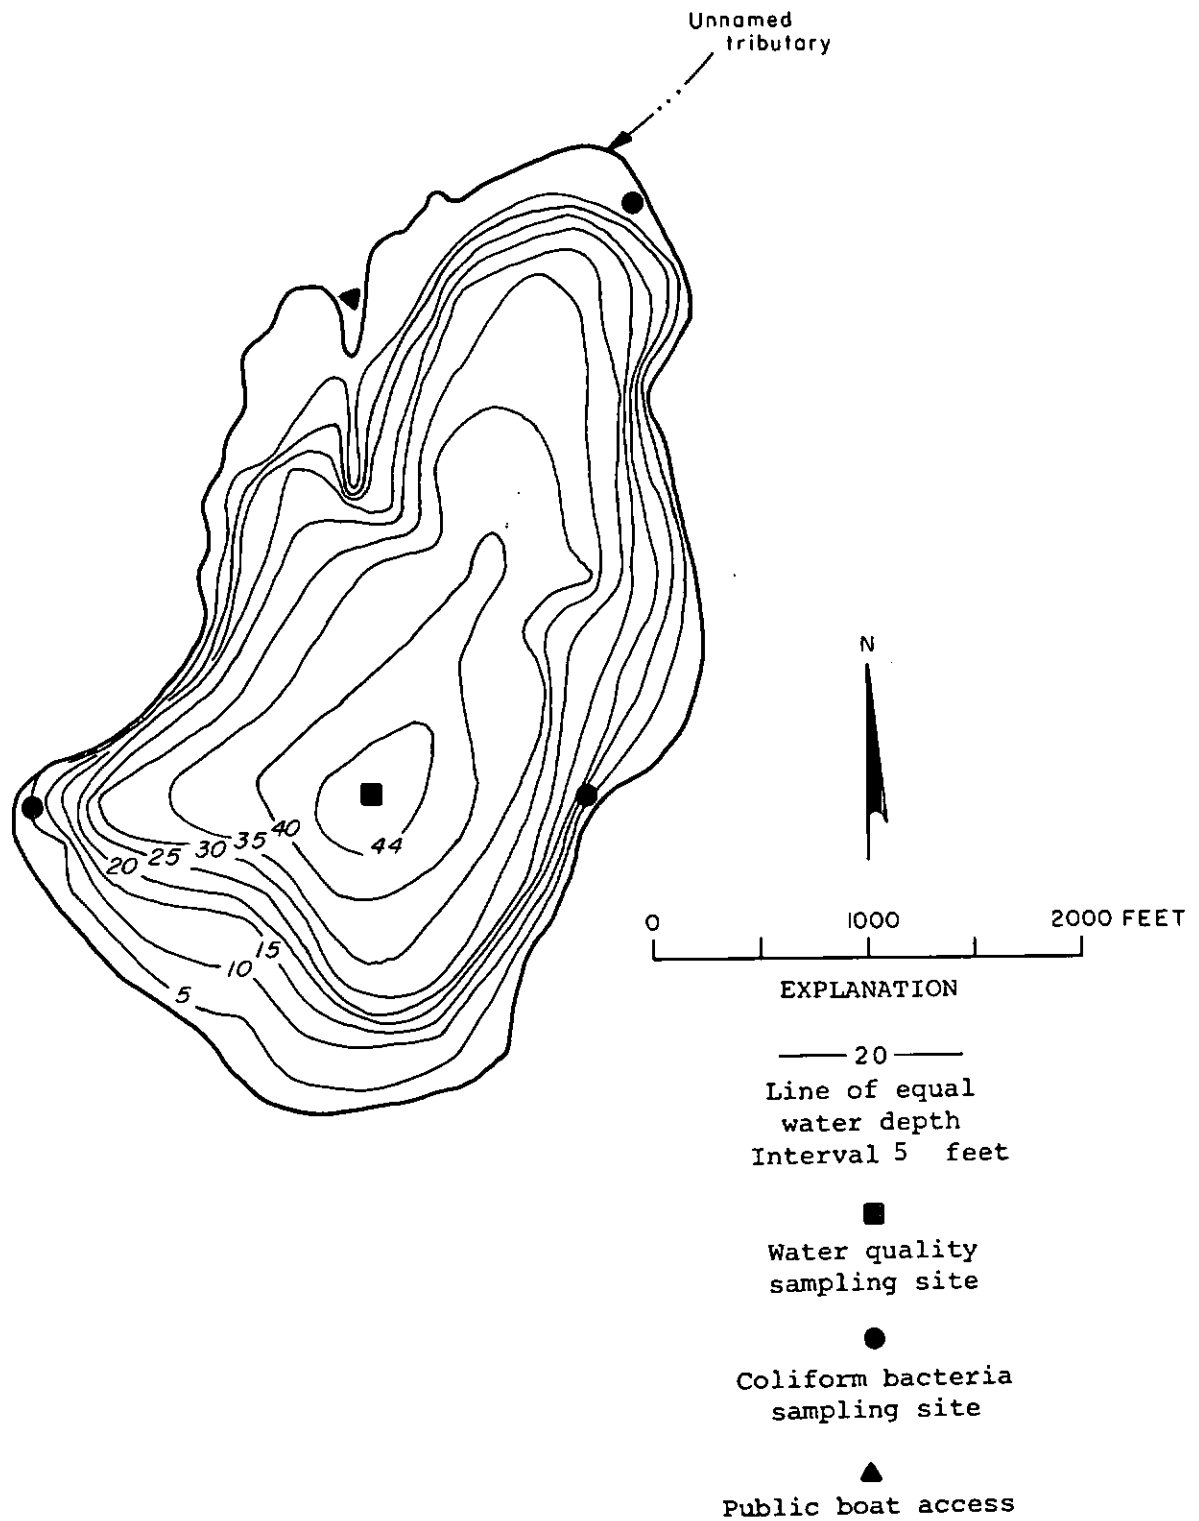 Unnamed
tributary
N
40
35
30
25
20
44
15
10
5
0 1000 2000 FEET
EXPLANATION
20
Line of equal
water depth
Interval 5 feet
Water quality
sampling site
Coliform bacteria
sampling site
Public boat access